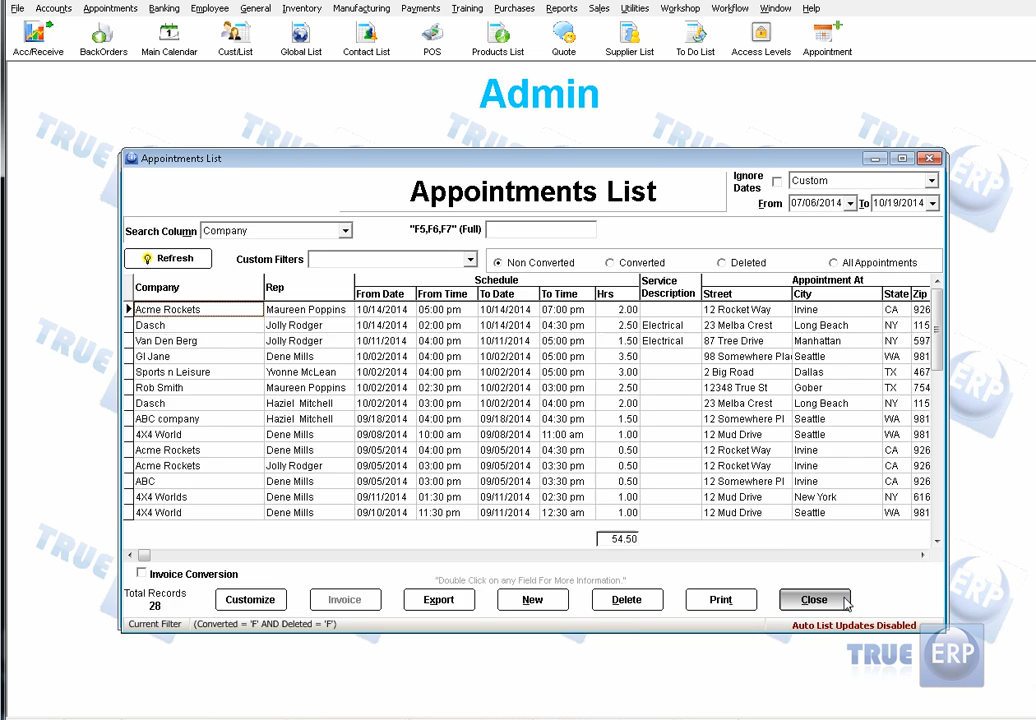 File Accounts Appointments Banking Employee General Inventory Manufacturing Payments Training Purchases Reports Sales Utilities Workshop Workflow Window Help
Acc/Receive BackOrders Main Calendar Cust/List Global List Contact List POS Products List Quote Supplier List To Do List Access Levels Appointment
Admin
TRUE ERP
Appointments List
Appointments List
Ignore Dates Custom
From 07/06/2014 To 10/19/2014
Search Column Company "F5,F6,F7" (Full)
Refresh Custom Filters Non Converted Converted Deleted All Appointments
Schedule Service Description Appointment At
Company Rep From Date From Time To Date To Time Hrs Street City State Zip
Acme Rockets Maureen Poppins 10/14/2014 05:00 pm 10/14/2014 07:00 pm 2.00 12 Rocket Way Irvine CA 926
Dasch Jolly Rodger 10/14/2014 02:00 pm 10/14/2014 04:30 pm 2.50 Electrical 23 Melba Crest Long Beach NY 115
Van Den Berg Jolly Rodger 10/11/2014 04:00 pm 10/11/2014 05:00 pm 1.50 Electrical 87 Tree Drive Manhattan NY 597
GI Jane Dene Mills 10/02/2014 04:00 pm 10/02/2014 05:00 pm 3.50 98 Somewhere Plac Seattle WA 981
Sports n Leisure Yvonne McLean 10/02/2014 04:00 pm 10/02/2014 05:00 pm 3.00 2 Big Road Dallas TX 467
Rob Smith Maureen Poppins 10/02/2014 02:30 pm 10/02/2014 03:00 pm 2.50 12348 True St Gober TX 754
Dasch Haziel Mitchell 10/02/2014 03:00 pm 10/02/2014 04:00 pm 2.00 23 Melba Crest Long Beach NY 115
ABC company Haziel Mitchell 09/18/2014 04:00 pm 09/18/2014 04:30 pm 1.50 12 Somewhere Pl Seattle WA 981
4X4 World Dene Mills 09/08/2014 10:00 am 09/08/2014 11:00 am 1.00 12 Mud Drive Seattle WA 981
Acme Rockets Dene Mills 09/05/2014 04:00 pm 09/05/2014 04:30 pm 0.50 12 Rocket Way Irvine CA 926
Acme Rockets Jolly Rodger 09/05/2014 03:00 pm 09/05/2014 03:30 pm 0.50 12 Rocket Way Irvine CA 926
ABC Dene Mills 09/05/2014 03:00 pm 09/05/2014 03:30 pm 0.50 12 Somewhere Pl Irvine CA 926
4X4 Worlds Dene Mills 09/11/2014 01:30 pm 09/11/2014 02:30 pm 1.00 12 Mud Drive New York NY 616
4X4 World Dene Mills 09/10/2014 11:30 pm 09/11/2014 12:30 am 1.00 12 Mud Drive Seattle WA 981
54.50
Invoice Conversion
"Double Click on any Field For More Information."
Total Records 28
Customize Invoice Export New Delete Print Close
Current Filter (Converted = 'F' AND Deleted = 'F') Auto List Updates Disabled
TRUE ERP